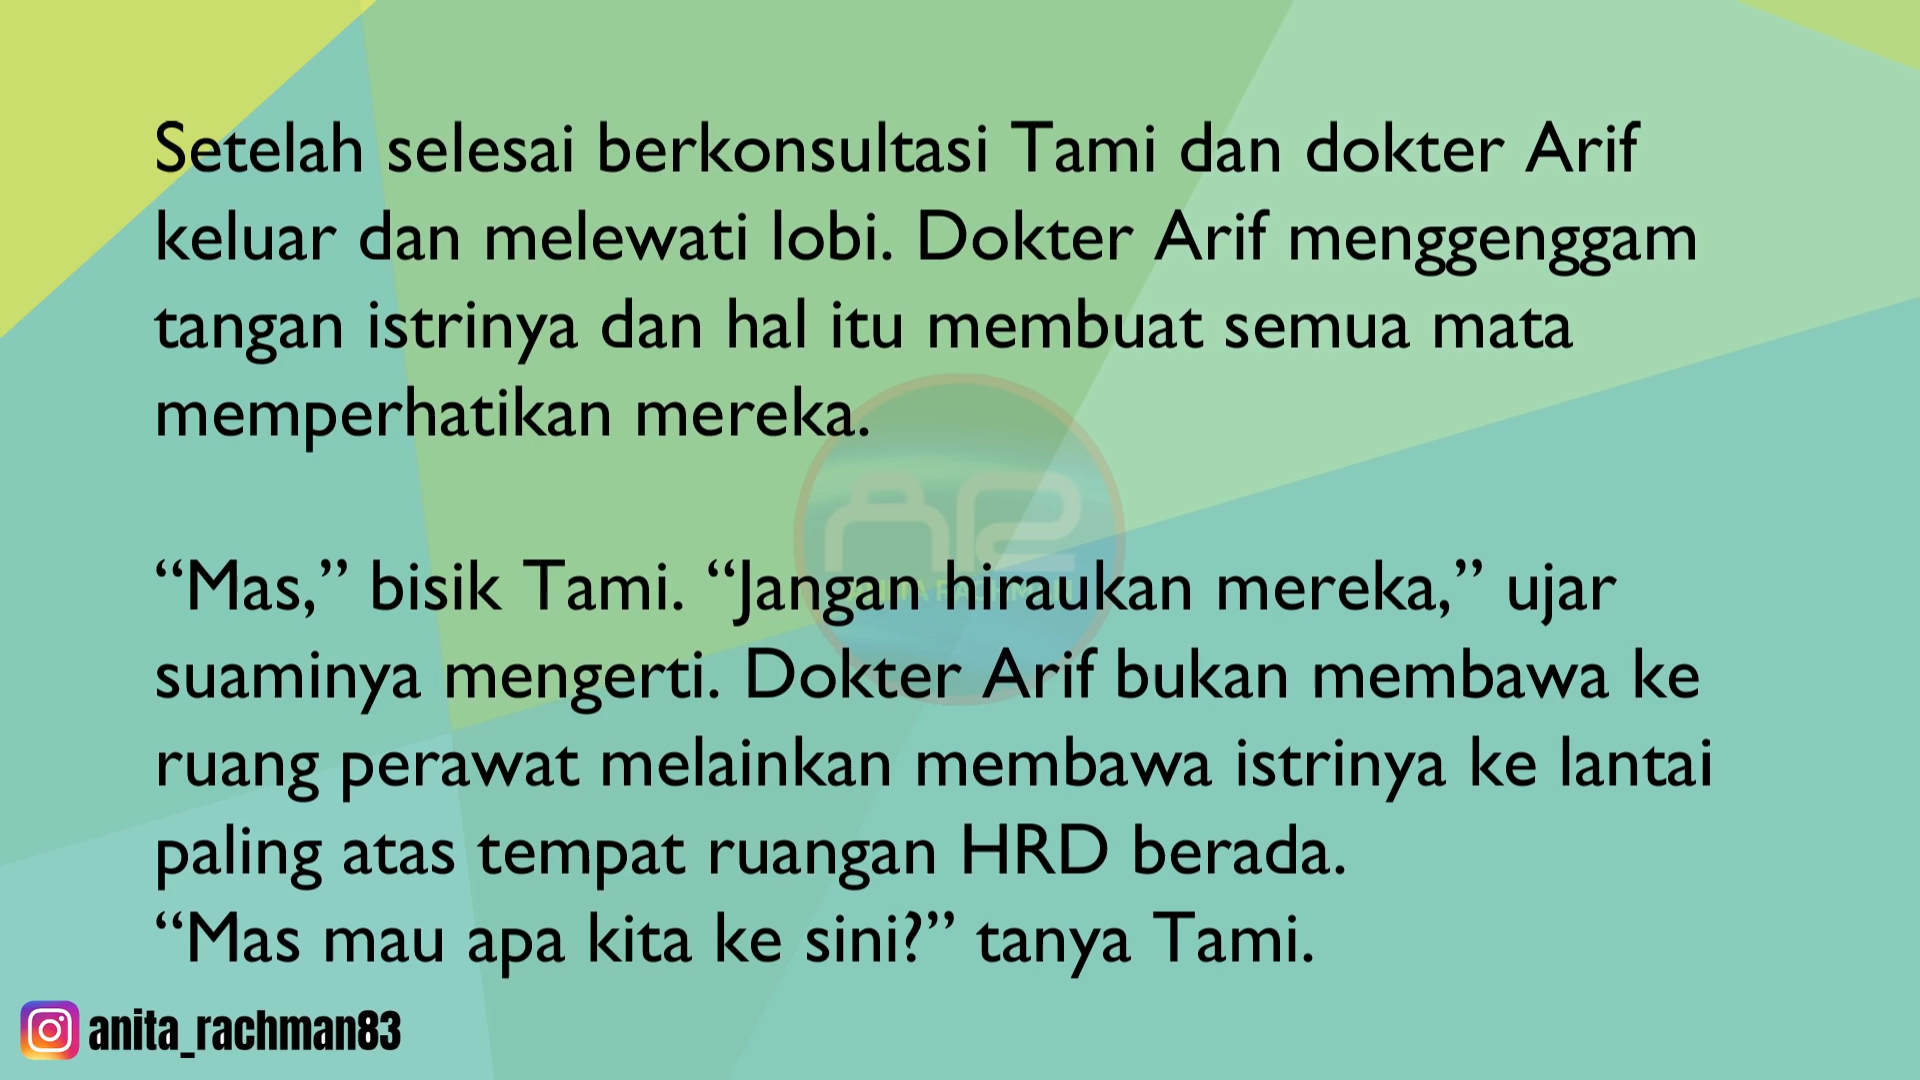 Setelah selesai berkonsultasi Tami dan dokter Arif
keluar dan melewati lobi. Dokter Arif menggenggam
tangan istrinya dan hal itu membuat semua mata
memperhatikan mereka.
“Mas,” bisik Tami. “Jangan hiraukan mereka,” ujar
suaminya mengerti. Dokter Arif bukan membawa ke
ruang perawat melainkan membawa istrinya ke lantai
paling atas tempat ruangan HRD berada.
“Mas mau apa kita ke sini?” tanya Tami.
anita_rachman83